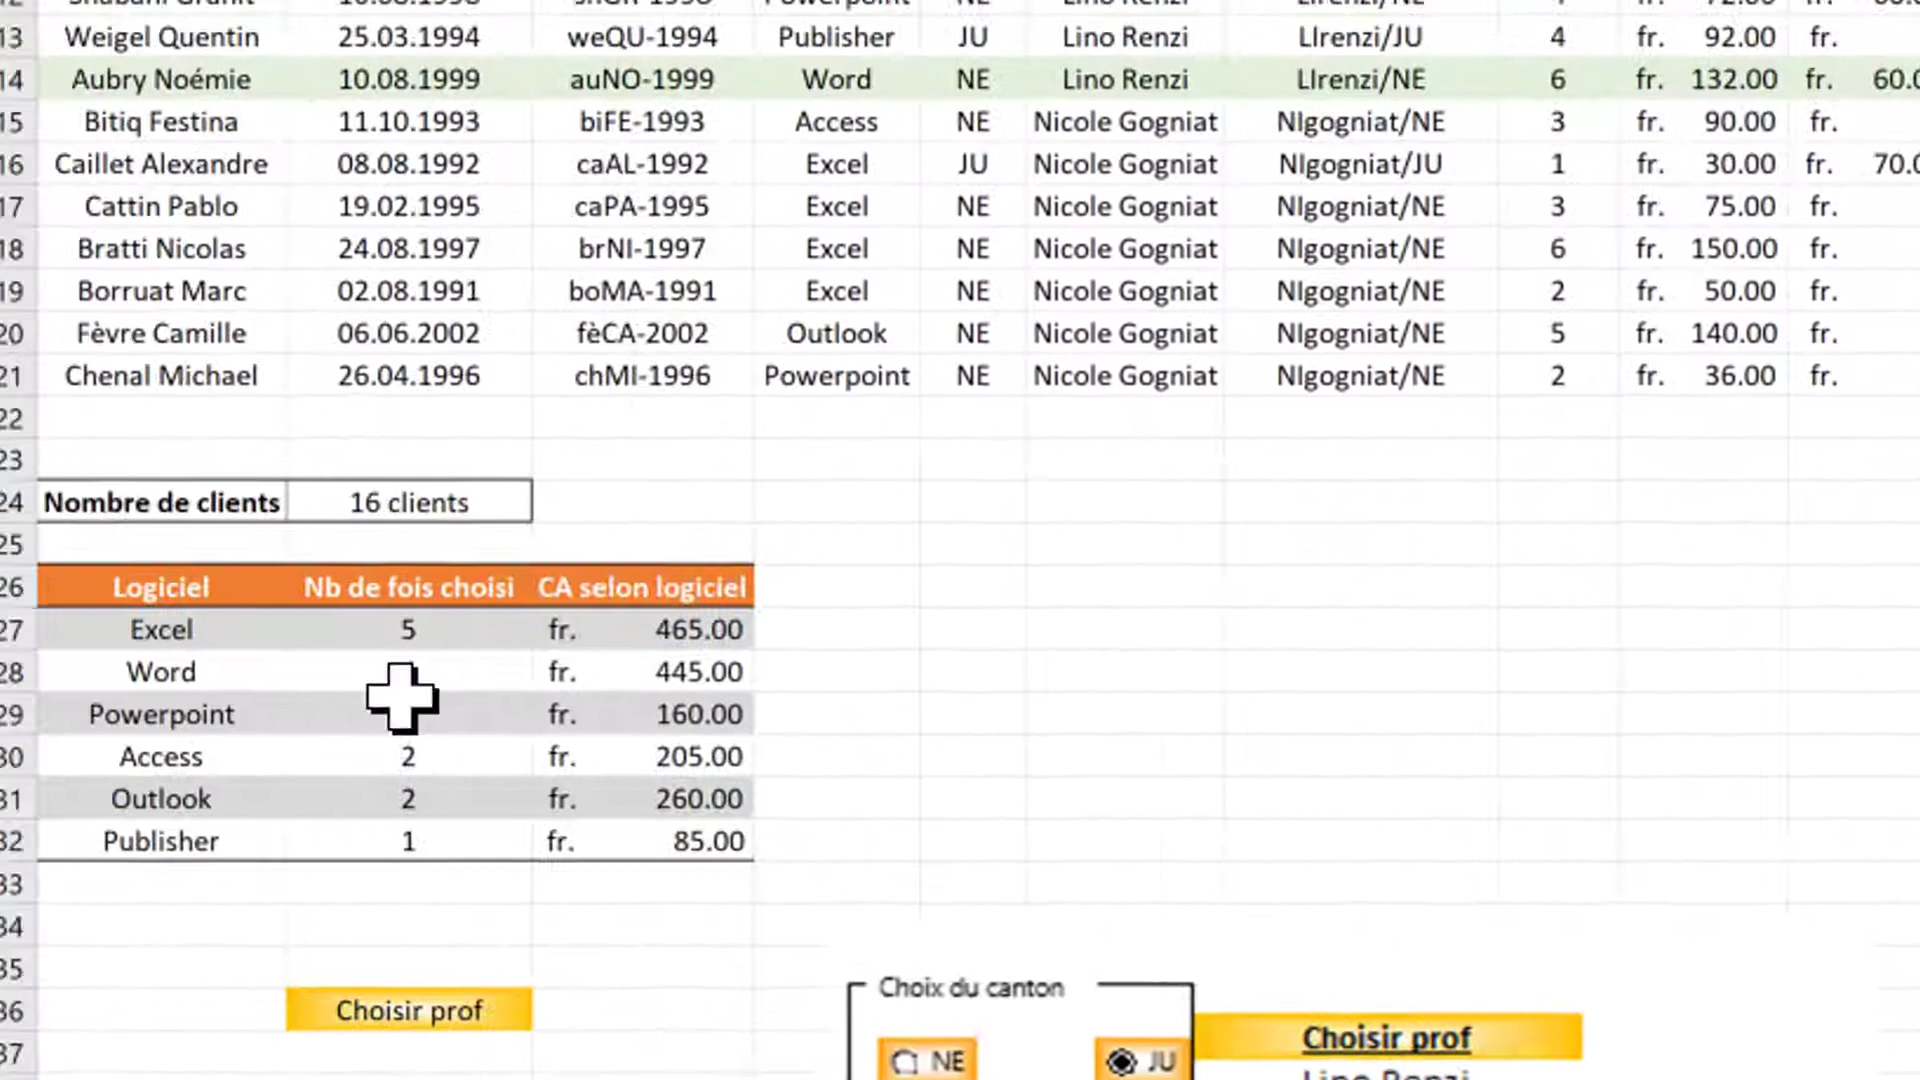 13 Weigel Quentin 25.03.1994 weQU-1994 Publisher JU Lino Renzi LIrenzi/JU 4 fr. 92.00 fr.
14 Aubry Noémie 10.08.1999 auNO-1999 Word NE Lino Renzi LIrenzi/NE 6 fr. 132.00 fr. 60.0
15 Bitiq Festina 11.10.1993 biFE-1993 Access NE Nicole Gogniat NIgogniat/NE 3 fr. 90.00 fr.
16 Caillet Alexandre 08.08.1992 caAL-1992 Excel JU Nicole Gogniat NIgogniat/JU 1 fr. 30.00 fr. 70.0
17 Cattin Pablo 19.02.1995 caPA-1995 Excel NE Nicole Gogniat NIgogniat/NE 3 fr. 75.00 fr.
18 Bratti Nicolas 24.08.1997 brNI-1997 Excel NE Nicole Gogniat NIgogniat/NE 6 fr. 150.00 fr.
19 Borruat Marc 02.08.1991 boMA-1991 Excel NE Nicole Gogniat NIgogniat/NE 2 fr. 50.00 fr.
20 Fèvre Camille 06.06.2002 fèCA-2002 Outlook NE Nicole Gogniat NIgogniat/NE 5 fr. 140.00 fr.
21 Chenal Michael 26.04.1996 chMI-1996 Powerpoint NE Nicole Gogniat NIgogniat/NE 2 fr. 36.00 fr.
22
23
24 Nombre de clients 16 clients
25
26 Logiciel Nb de fois choisi CA selon logiciel
27 Excel 5 fr. 465.00
28 Word fr. 445.00
29 Powerpoint fr. 160.00
30 Access 2 fr. 205.00
31 Outlook 2 fr. 260.00
32 Publisher 1 fr. 85.00
33
34
35
Choix du canton
36 Choisir prof
Choisir prof
37 NE JU
Lino Renzi